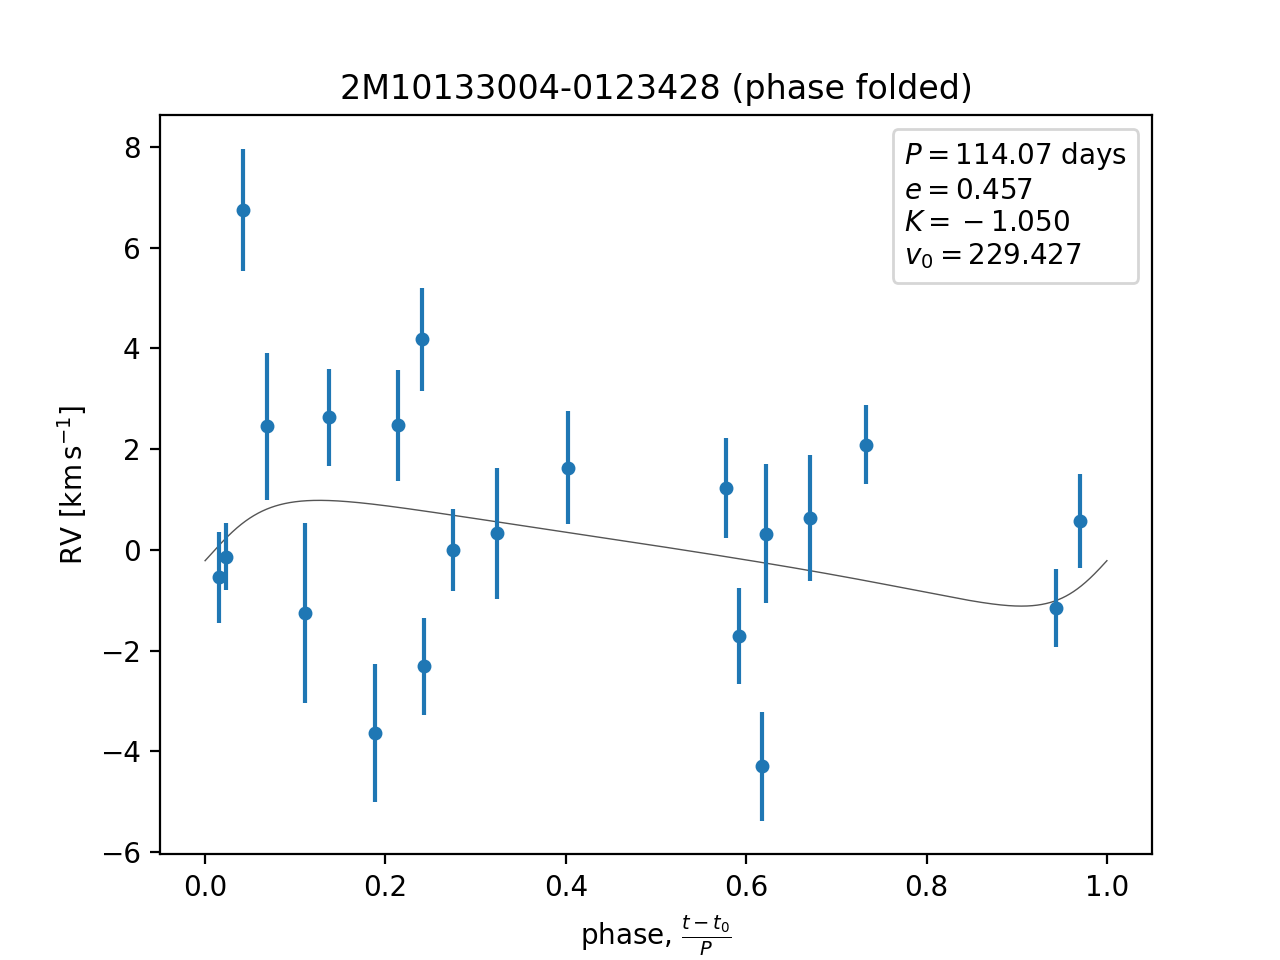 2M10133004-0123428 (phase folded)
P = 114.07 days
e = 0.457
K = −1.050
v₀ = 229.427
RV [km s⁻¹]
8
6
4
2
0
−2
−4
−6
0.0 0.2 0.4 0.6 0.8 1.0
phase, (t − t₀)/P